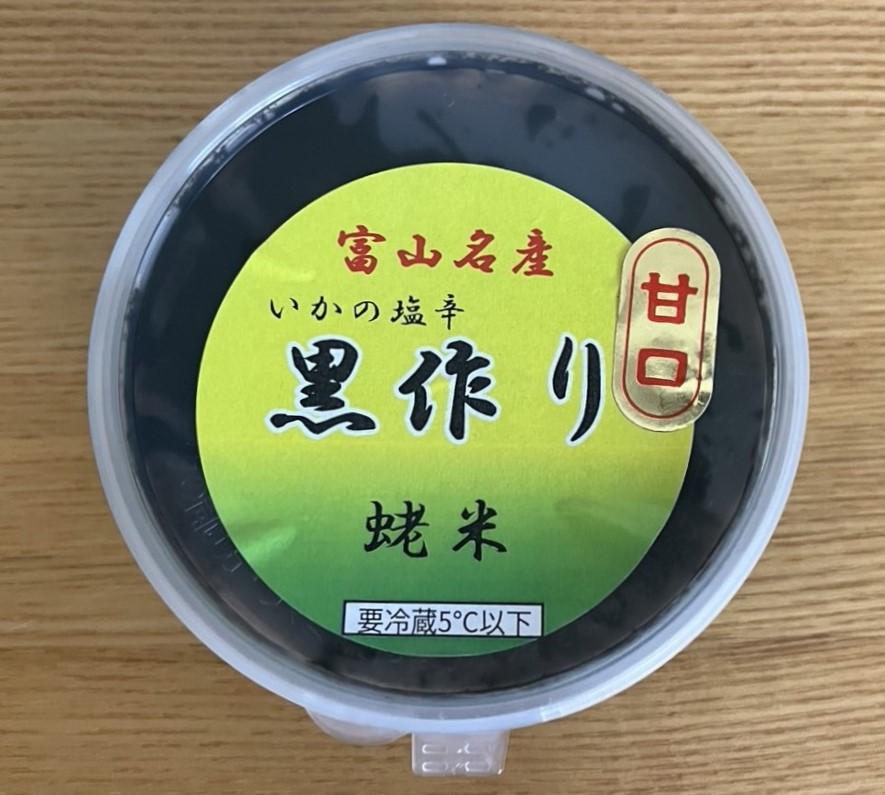 富山名産
いかの塩辛
黒作り
甘口
蛯米
要冷蔵5℃以下